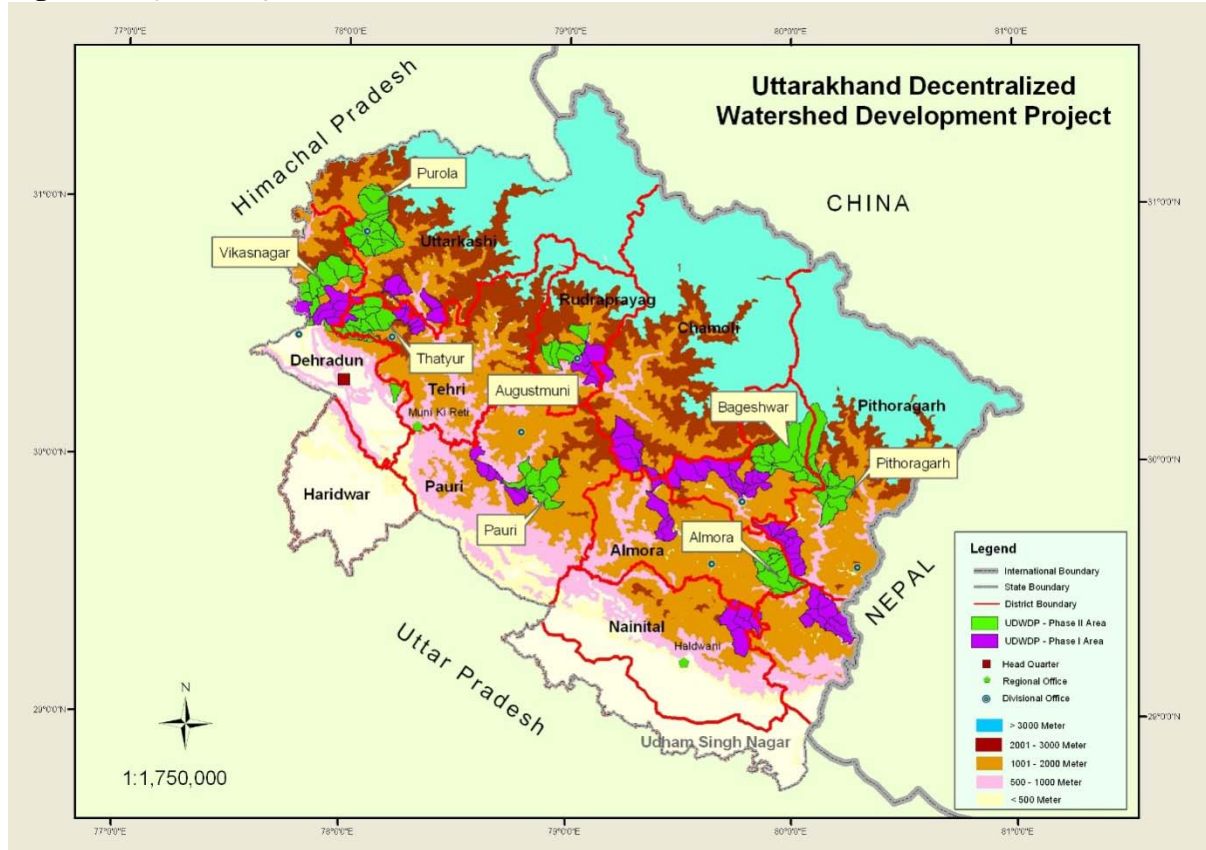 77°0'0"E
78°0'0"E
79°0'0"E
80°0'0"E
81°0'0"E
Uttarakhand Decentralized
Watershed Development Project
Himachal Pradesh
CHINA
31°0'0"N
31°0'0"N
Purola
Uttarkashi
Vikasnagar
Rudraprayag
Chamoli
Dehradun
Thatyur
Tehri
Augustmuni
Muni Ki Reti
Bageshwar
Pithoragarh
30°0'0"N
30°0'0"N
Pithoragarh
Haridwar
Pauri
Pauri
Almora
Almora
NEPAL
Nainital
Haldwani
Uttar Pradesh
Udham Singh Nagar
29°0'0"N
29°0'0"N
N
1:1,750,000
Legend
International Boundary
State Boundary
District Boundary
UDWDP - Phase II Area
UDWDP - Phase I Area
Head Quarter
Regional Office
Divisional Office
> 3000 Meter
2001 - 3000 Meter
1001 - 2000 Meter
500 - 1000 Meter
< 500 Meter
77°0'0"E
78°0'0"E
79°0'0"E
80°0'0"E
81°0'0"E